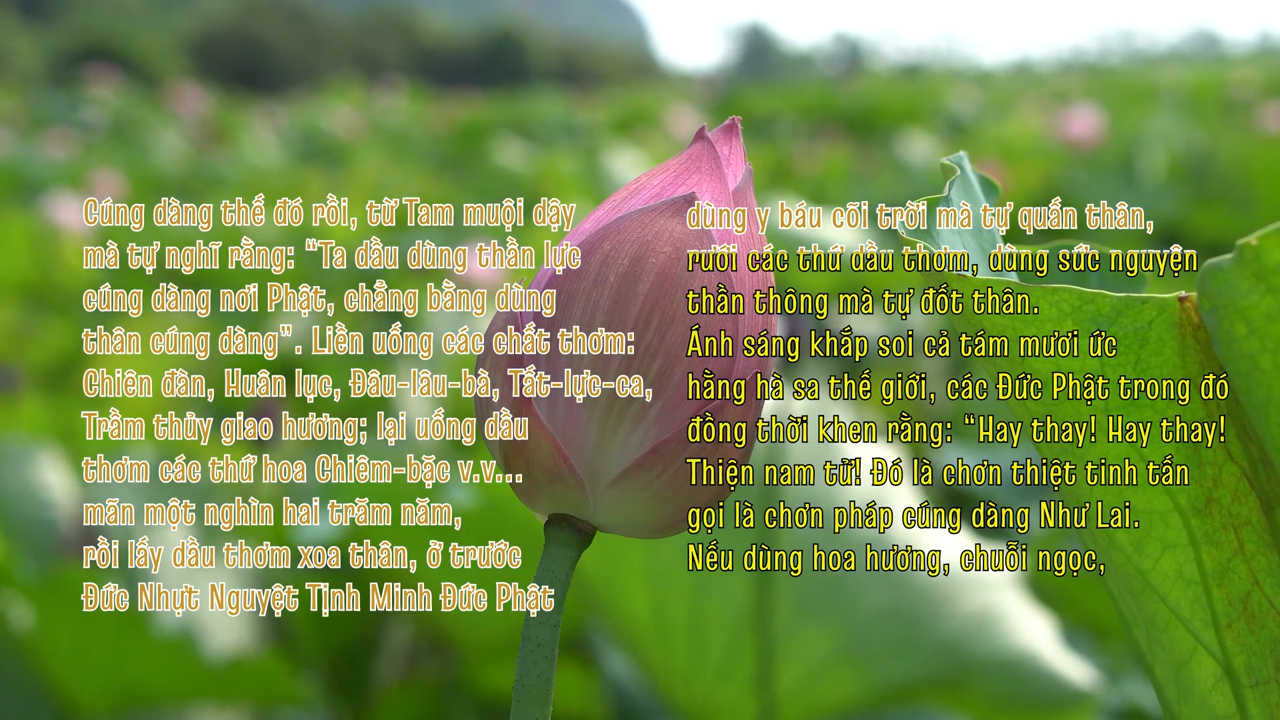 Cúng dàng thế đó rồi, từ Tam muội dậy
mà tự nghĩ rằng: “Ta dầu dùng thần lực
cúng dàng nơi Phật, chẳng bằng dùng
thân cúng dàng”. Liền uống các chất thơm:
Chiên đàn, Huân lục, Đâu-lâu-bà, Tất-lực-ca,
Trầm thủy giao hương; lại uống dầu
thơm các thứ hoa Chiêm-bặc v.v...
mãn một nghìn hai trăm năm,
rồi lấy dầu thơm xoa thân, ở trước
Đức Nhựt Nguyệt Tịnh Minh Đức Phật
dùng y báu cõi trời mà tự quấn thân,
rưới các thứ dầu thơm, dùng sức nguyện
thần thông mà tự đốt thân.
Ánh sáng khắp soi cả tám mươi ức
hằng hà sa thế giới, các Đức Phật trong đó
đồng thời khen rằng: “Hay thay! Hay thay!
Thiện nam tử! Đó là chơn thiệt tinh tấn
gọi là chơn pháp cúng dàng Như Lai.
Nếu dùng hoa hương, chuỗi ngọc,